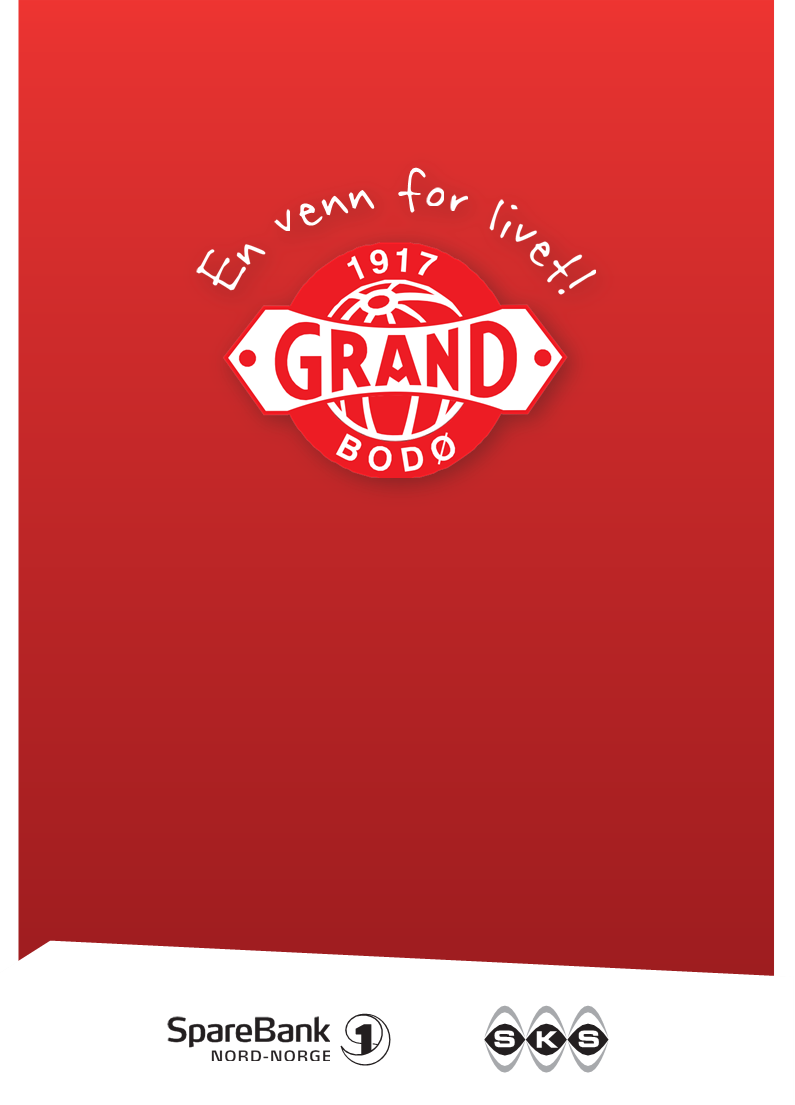 En venn for livet!
1917
GRAND
BODØ
SpareBank 1
NORD-NORGE
SKS